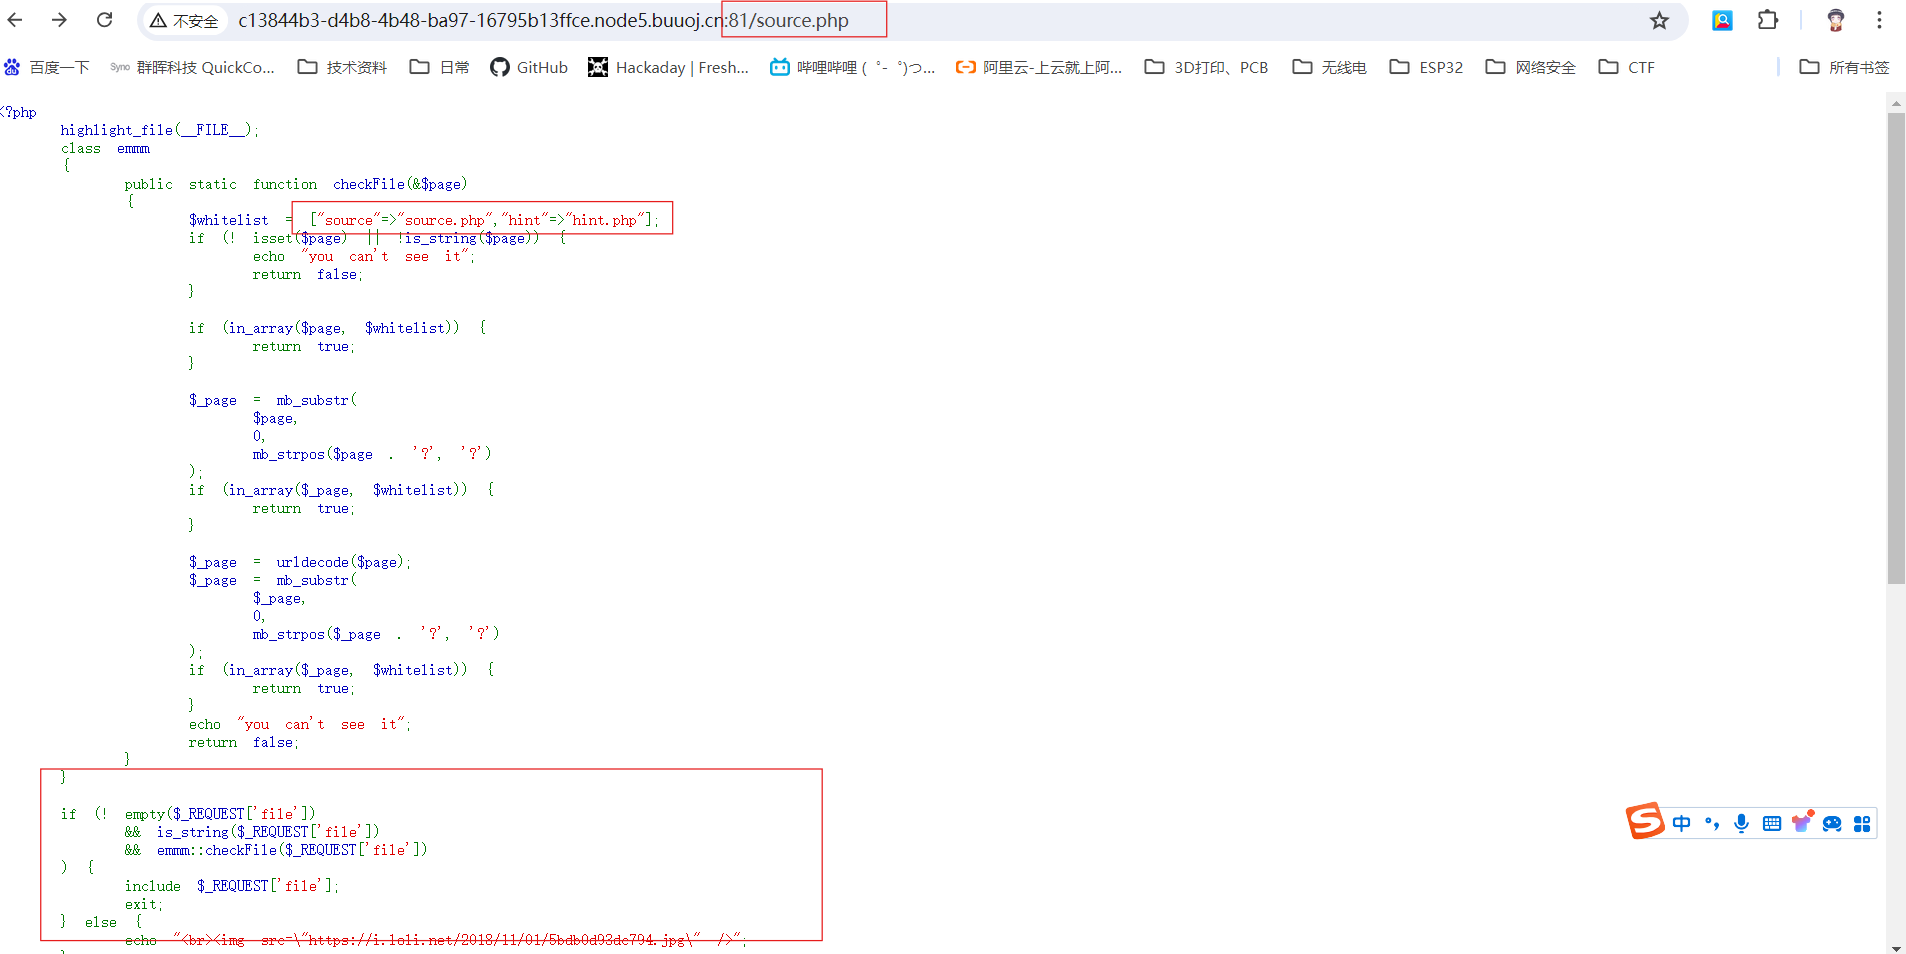 不安全 c13844b3-d4b8-4b48-ba97-16795b13ffce.node5.buuoj.cn:81/source.php
百度一下 Syno 群晖科技 QuickCo... 技术资料 日常 GitHub Hackaday | Fresh... 哔哩哔哩 ( ゜- ゜)つ... 阿里云-上云就上阿... 3D打印、PCB 无线电 ESP32 网络安全 CTF 所有书签
<?php
highlight_file(__FILE__);
class emmm
{
public static function checkFile(&$page)
{
$whitelist = ["source"=>"source.php","hint"=>"hint.php"];
if (! isset($page) || !is_string($page)) {
echo "you can't see it";
return false;
}
if (in_array($page, $whitelist)) {
return true;
}
$_page = mb_substr(
$page,
0,
mb_strpos($page . '?', '?')
);
if (in_array($_page, $whitelist)) {
return true;
}
$_page = urldecode($page);
$_page = mb_substr(
$_page,
0,
mb_strpos($_page . '?', '?')
);
if (in_array($_page, $whitelist)) {
return true;
}
echo "you can't see it";
return false;
}
}
if (! empty($_REQUEST['file'])
&& is_string($_REQUEST['file'])
&& emmm::checkFile($_REQUEST['file'])
) {
include $_REQUEST['file'];
exit;
} else {
echo "<br><img src=\"https://i.loli.net/2018/11/01/5bdb0d93dc794.jpg\" />";
}
S 中